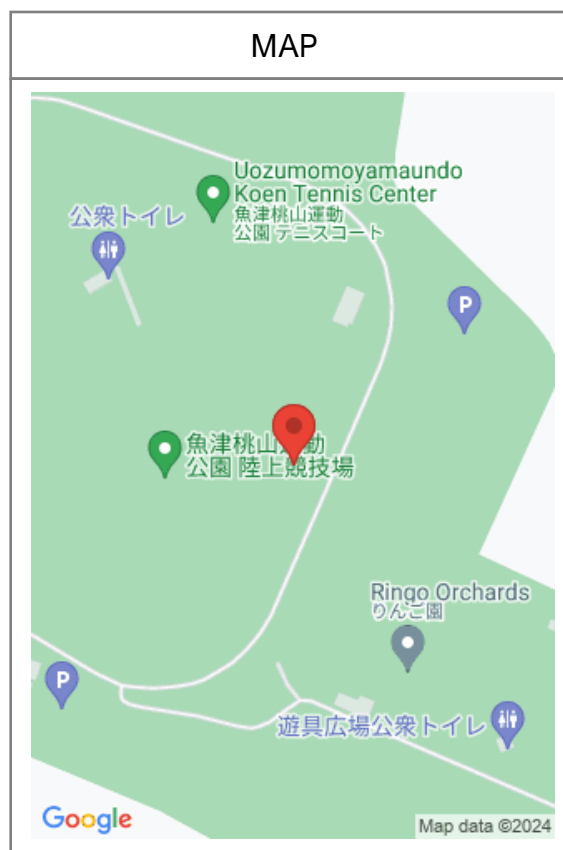 MAP
Uozumomoyamaundo
Koen Tennis Center
魚津桃山運動
公園 テニスコート
公衆トイレ
P
魚津桃山運動
公園 陸上競技場
Ringo Orchards
りんご園
P
遊具広場公衆トイレ
Google
Map data ©2024